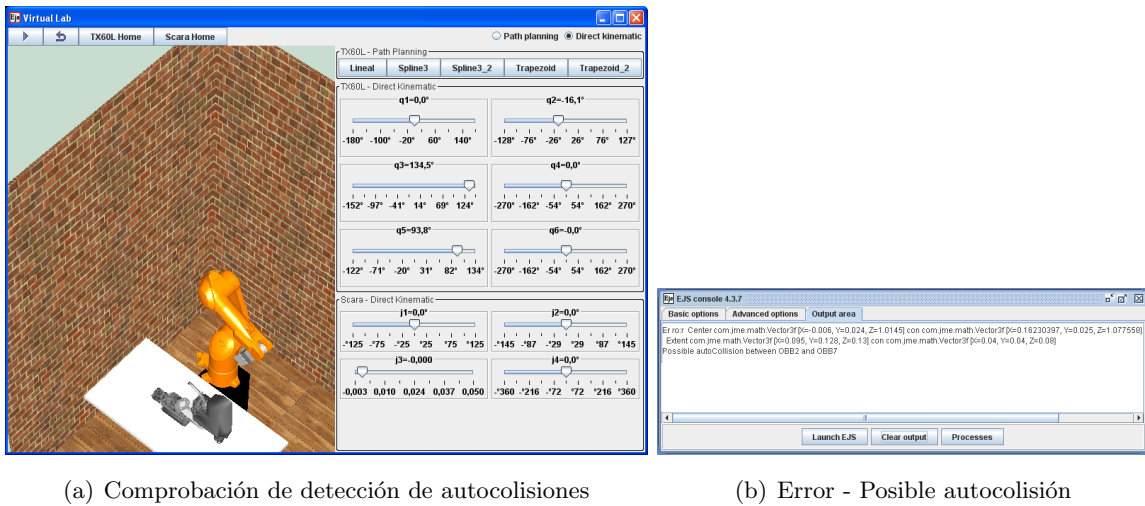 Virtual Lab
TX60L Home Scara Home Path planning Direct kinematic
TX60L - Path Planning
Lineal Spline3 Spline3_2 Trapezoid Trapezoid_2
TX60L - Direct Kinematic
q1=0,0° q2=-16,1°
-180° -100° -20° 60° 140° -128° -76° -26° 26° 76° 127°
q3=134,5° q4=0,0°
-152° -97° -41° 14° 69° 124° -270° -162° -54° 54° 162° 270°
q5=93,8° q6=-0,0°
-122° -71° -20° 31° 82° 134° -270° -162° -54° 54° 162° 270°
Scara - Direct Kinematic
j1=0,0° j2=0,0°
-°125 -°75 -°25 °25 °75 °125 -°145 -°87 -°29 °29 °87 °145
j3=-0,000 j4=0,0°
-0,003 0,010 0,024 0,037 0,050 -°360 -°216 -°72 °72 °216 °360
EJS console 4.3.7
Basic options Advanced options Output area
Error: Center com.jme.math.Vector3f [X=-0.006, Y=0.024, Z=1.0145] con com.jme.math.Vector3f [X=0.16230397, Y=0.025, Z=1.077558]
Extent com.jme.math.Vector3f [X=0.095, Y=0.128, Z=0.13] con com.jme.math.Vector3f [X=0.04, Y=0.04, Z=0.08]
Possible autoCollision between OBB2 and OBB7
Launch EJS Clear output Processes
(a) Comprobación de detección de autocolisiones
(b) Error - Posible autocolisión